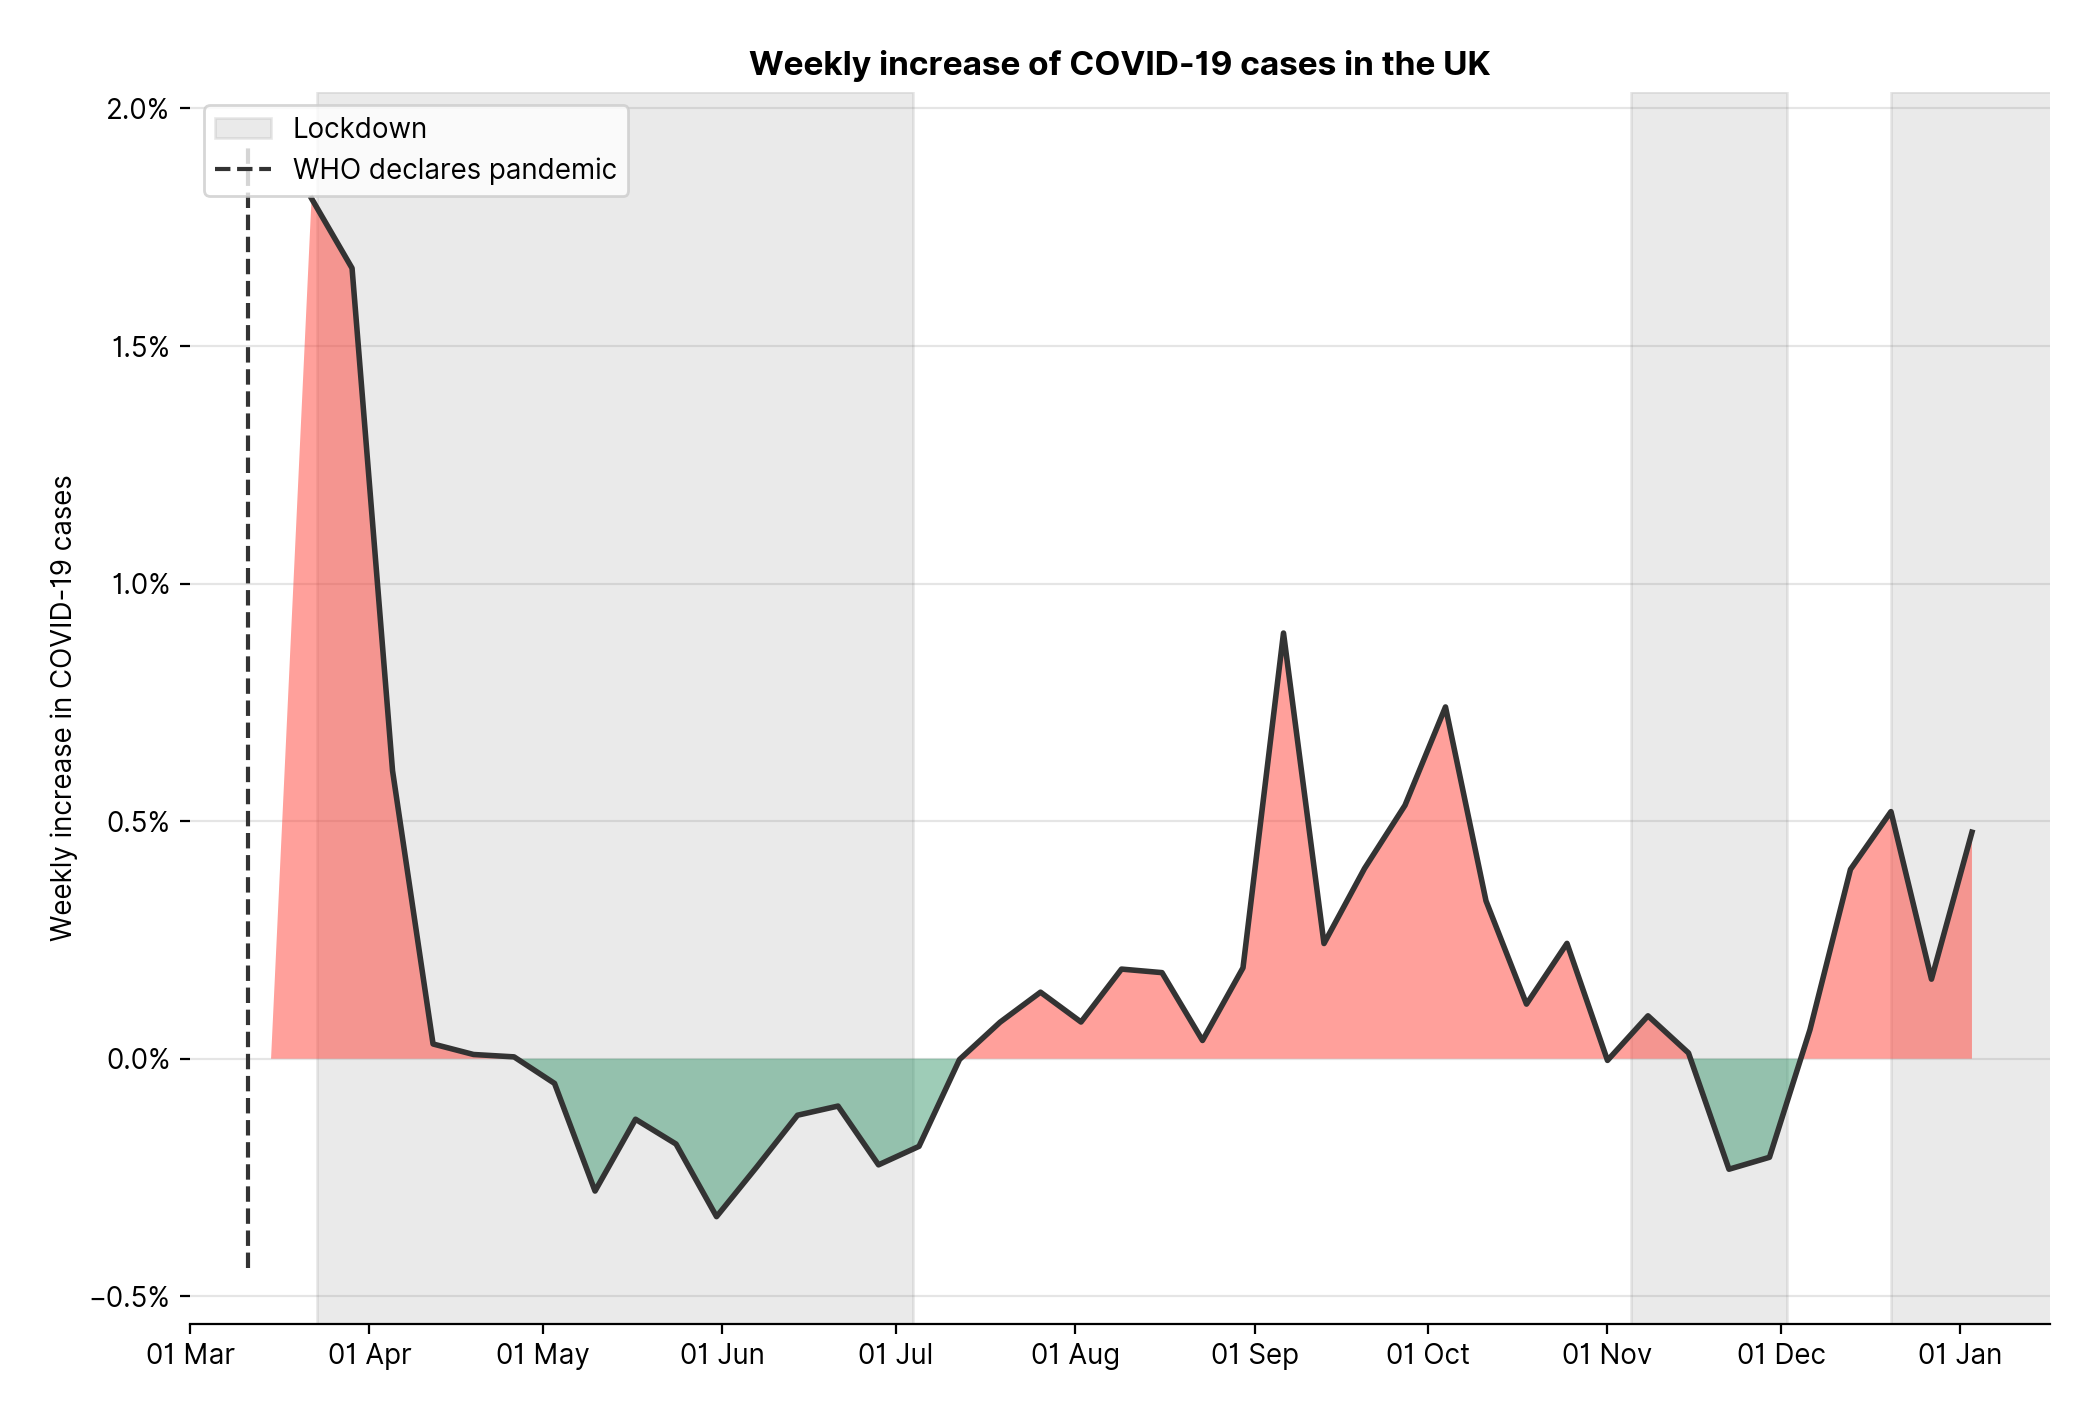 Weekly increase of COVID-19 cases in the UK
Lockdown
WHO declares pandemic
Weekly increase in COVID-19 cases
2.0%
1.5%
1.0%
0.5%
0.0%
−0.5%
01 Mar
01 Apr
01 May
01 Jun
01 Jul
01 Aug
01 Sep
01 Oct
01 Nov
01 Dec
01 Jan